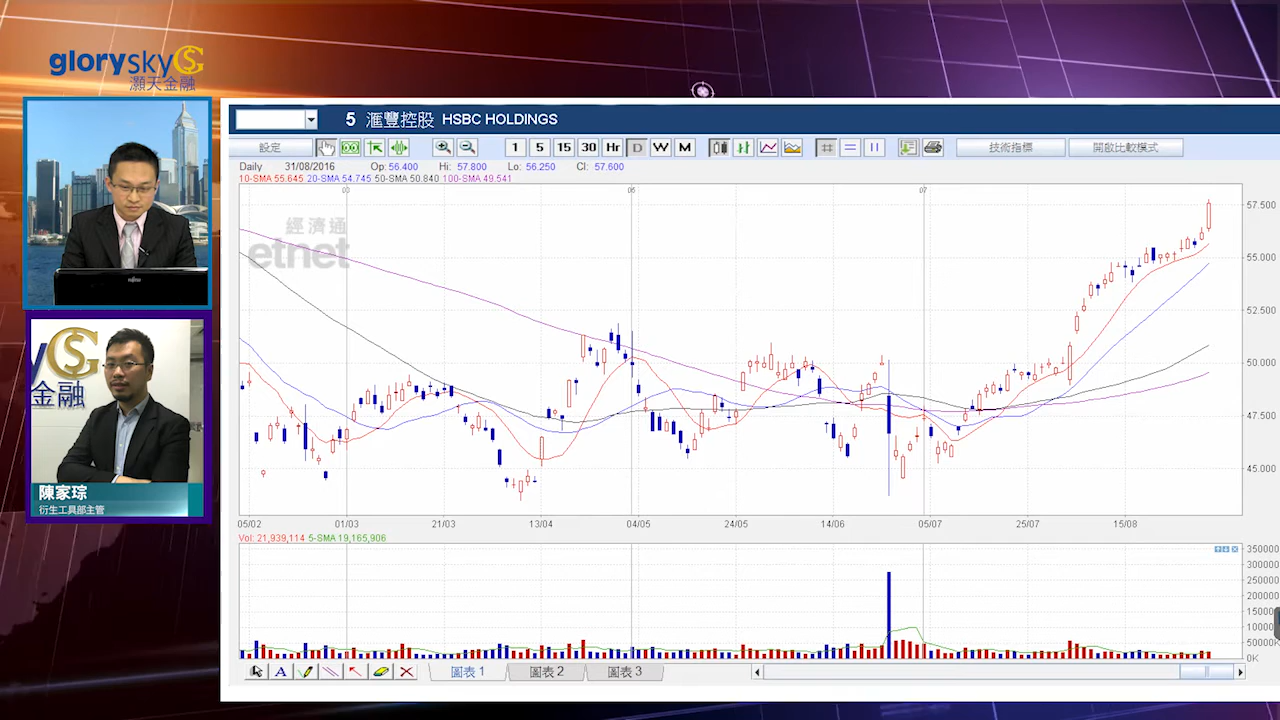 glorysky
灝天金融
5 滙豐控股 HSBC HOLDINGS
設定
1 5 15 30 Hr D W M
技術指標
開啟比較模式
Daily 31/08/2016 Op: 56.400 Hi: 57.800 Lo: 56.250 Cl: 57.600
10-SMA 55.645 20-SMA 54.745 50-SMA 50.840 100-SMA 49.541
06 07
57.500
經濟通
etnet
55.000
52.500
50.000
47.500
45.000
金融
陳家琮
衍生工具部主管
05/02 01/03 21/03 13/04 04/05 24/05 14/06 05/07 25/07 15/08
Vol: 21,939,114 5-SMA 19,165,906
350000
300000
250000
200000
150000
100000
50000K
0K
圖表 1 圖表 2 圖表 3